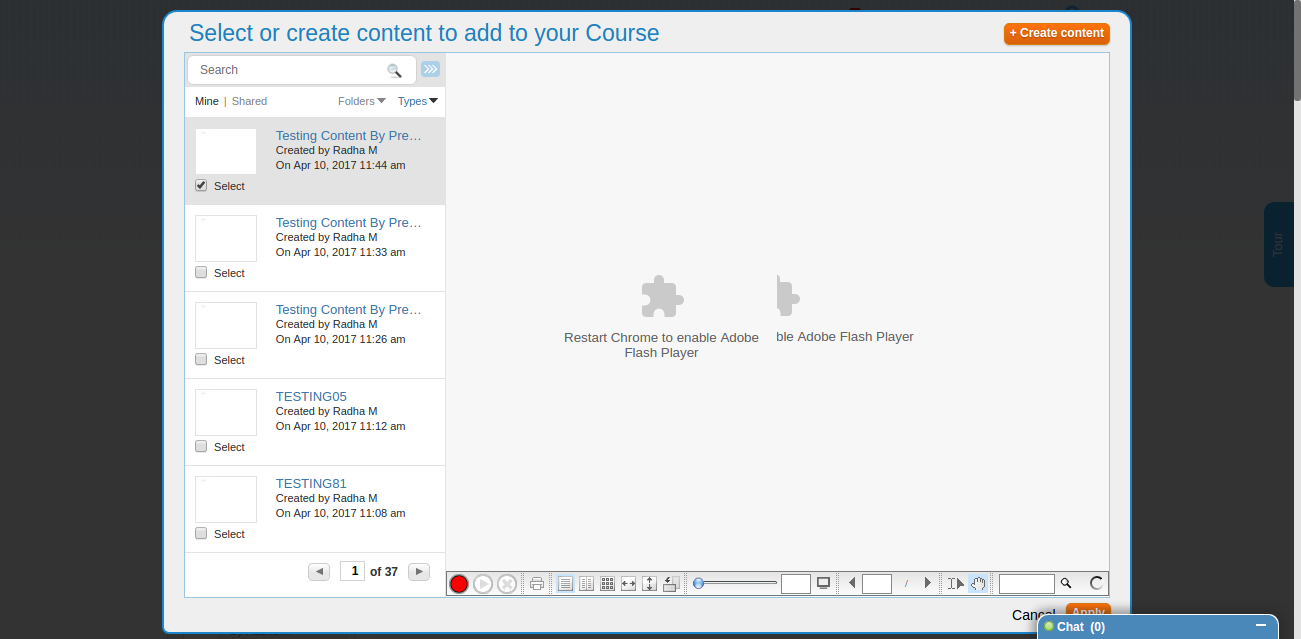 Select or create content to add to your Course
+ Create content
Search
Mine | Shared Folders Types
Testing Content By Pre…
Created by Radha M
On Apr 10, 2017 11:44 am
Select
Testing Content By Pre…
Created by Radha M
On Apr 10, 2017 11:33 am
Select
Testing Content By Pre…
Created by Radha M
On Apr 10, 2017 11:26 am
Select
TESTING05
Created by Radha M
On Apr 10, 2017 11:12 am
Select
TESTING81
Created by Radha M
On Apr 10, 2017 11:08 am
Select
1 of 37
Restart Chrome to enable Adobe
Flash Player
ble Adobe Flash Player
/
Tour
Cancel
Apply
Chat (0)